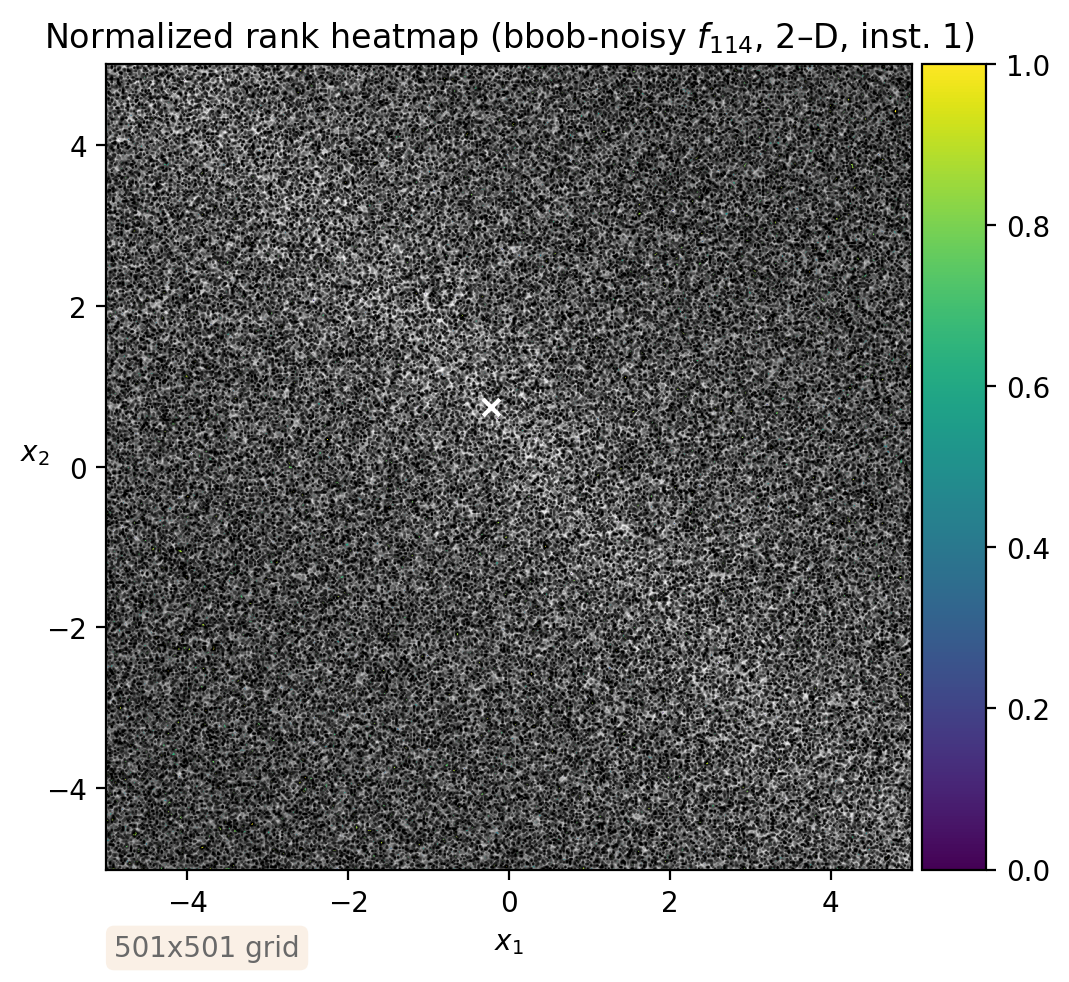 Normalized rank heatmap (bbob-noisy f₁₁₄, 2–D, inst. 1)
1.0
0.8
0.6
0.4
0.2
0.0
4
2
0
−2
−4
x₂
−4 −2 0 2 4
x₁
501x501 grid